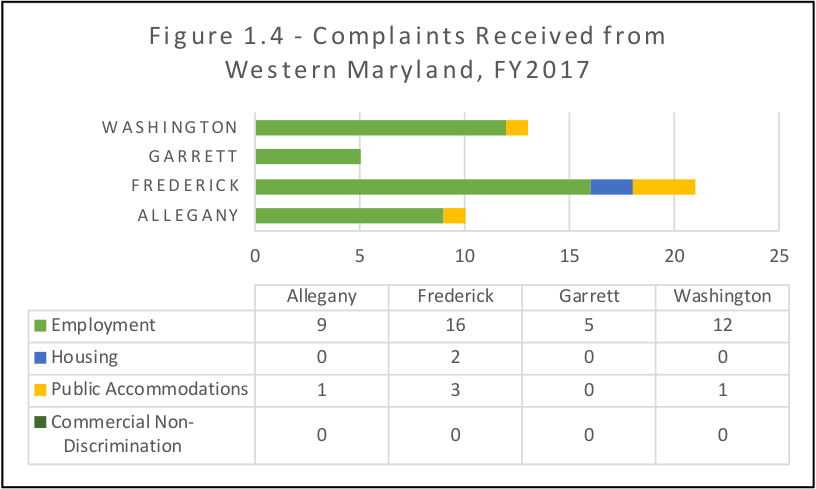 Figure 1.4 - Complaints Received from
Western Maryland, FY2017
WASHINGTON
GARRETT
FREDERICK
ALLEGANY
0 5 10 15 20 25
Allegany Frederick Garrett Washington
Employment 9 16 5 12
Housing 0 2 0 0
Public Accommodations 1 3 0 1
Commercial Non-
Discrimination 0 0 0 0